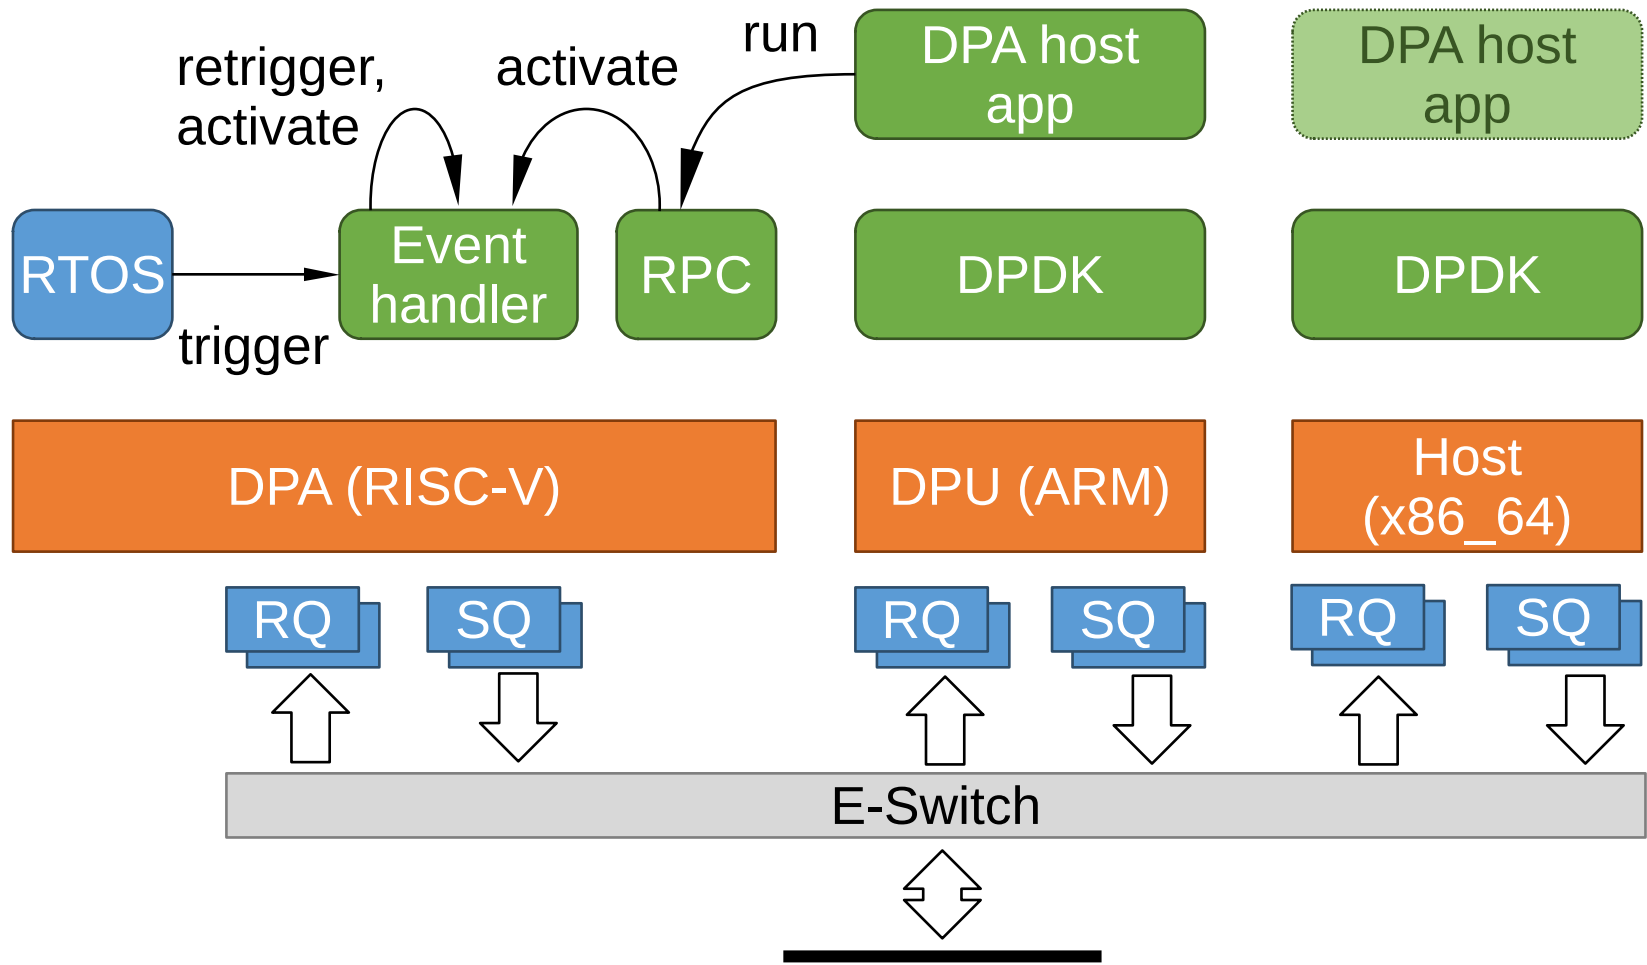 run
DPA host
app
DPA host
app
retrigger,
activate
activate
RTOS
trigger
Event
handler
RPC
DPDK
DPDK
DPA (RISC-V)
DPU (ARM)
Host
(x86_64)
RQ
SQ
RQ
SQ
RQ
SQ
E-Switch